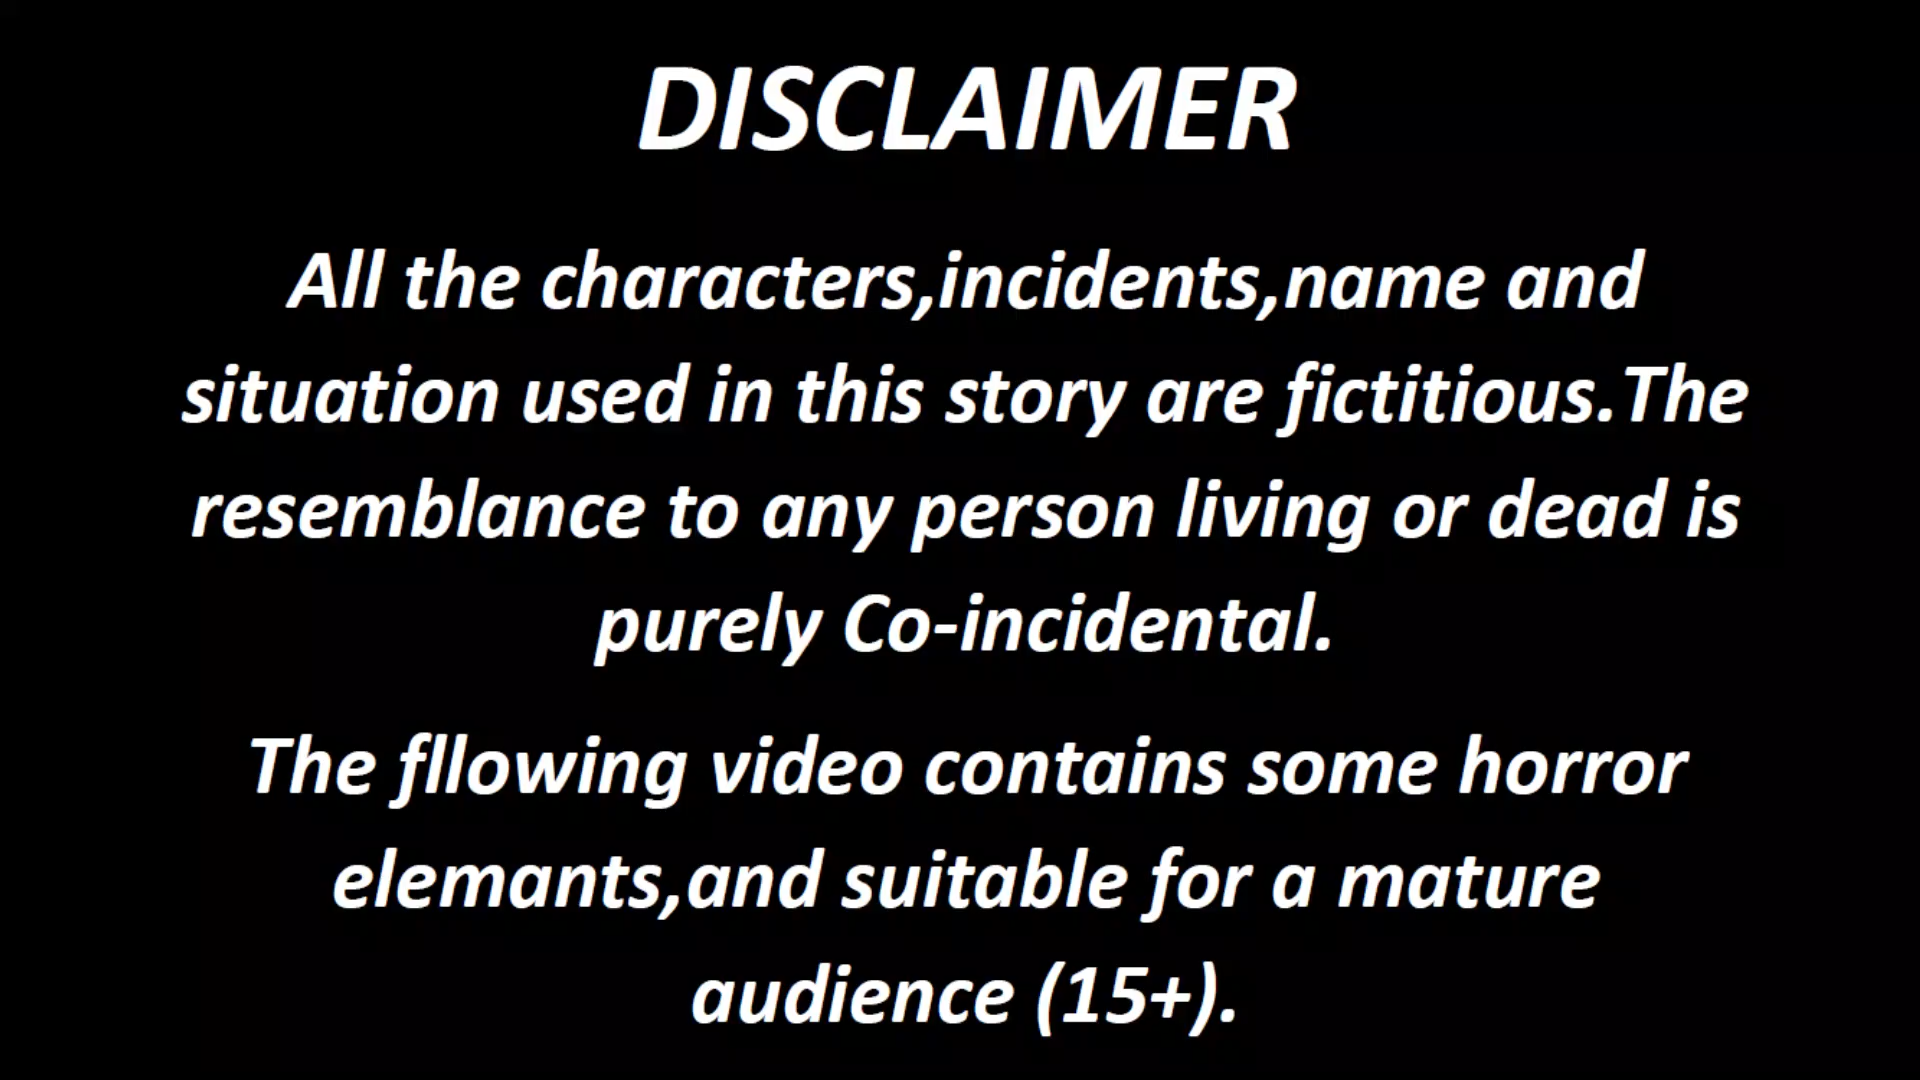 DISCLAIMER
All the characters,incidents,name and
situation used in this story are fictitious.The
resemblance to any person living or dead is
purely Co-incidental.
The fllowing video contains some horror
elemants,and suitable for a mature
audience (15+).